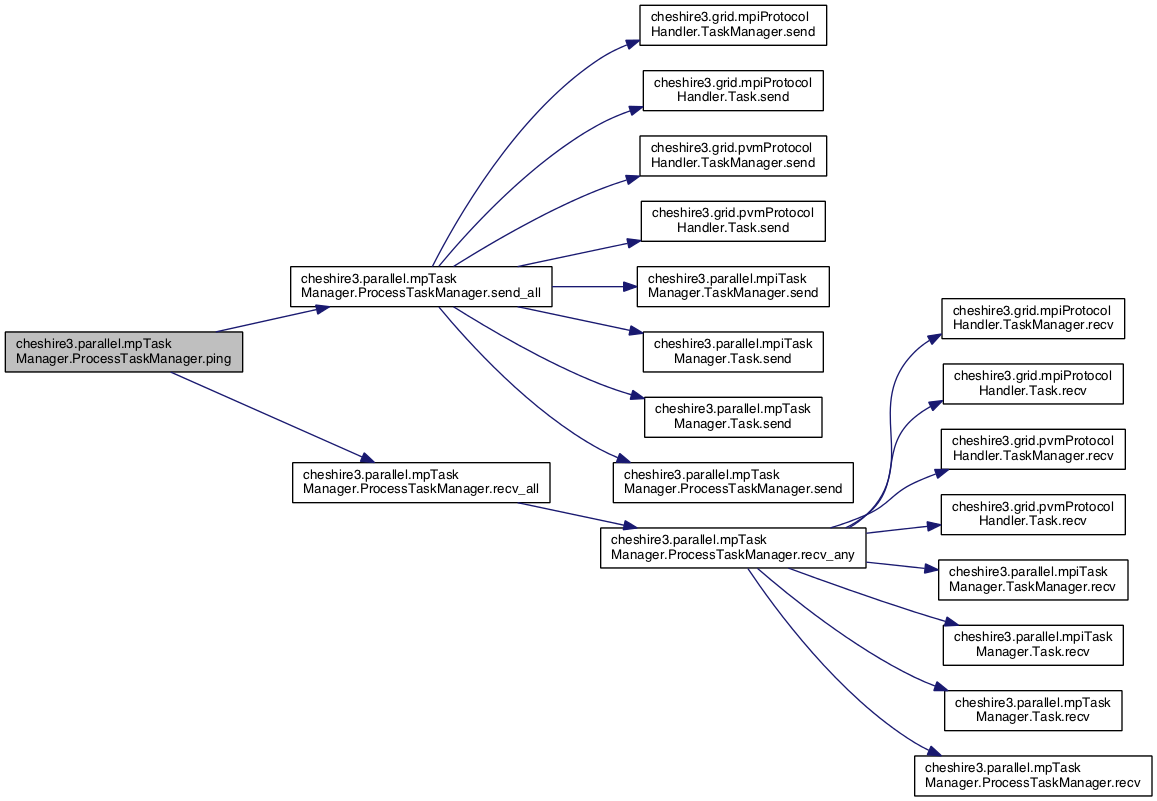 cheshire3.grid.mpiProtocol
Handler.TaskManager.send
cheshire3.grid.mpiProtocol
Handler.Task.send
cheshire3.grid.pvmProtocol
Handler.TaskManager.send
cheshire3.grid.pvmProtocol
Handler.Task.send
cheshire3.parallel.mpTask
Manager.ProcessTaskManager.send_all
cheshire3.parallel.mpiTask
Manager.TaskManager.send
cheshire3.parallel.mpTask
Manager.ProcessTaskManager.ping
cheshire3.parallel.mpiTask
Manager.Task.send
cheshire3.parallel.mpTask
Manager.Task.send
cheshire3.parallel.mpTask
Manager.ProcessTaskManager.recv_all
cheshire3.parallel.mpTask
Manager.ProcessTaskManager.send
cheshire3.parallel.mpTask
Manager.ProcessTaskManager.recv_any
cheshire3.grid.mpiProtocol
Handler.TaskManager.recv
cheshire3.grid.mpiProtocol
Handler.Task.recv
cheshire3.grid.pvmProtocol
Handler.TaskManager.recv
cheshire3.grid.pvmProtocol
Handler.Task.recv
cheshire3.parallel.mpiTask
Manager.TaskManager.recv
cheshire3.parallel.mpiTask
Manager.Task.recv
cheshire3.parallel.mpTask
Manager.Task.recv
cheshire3.parallel.mpTask
Manager.ProcessTaskManager.recv